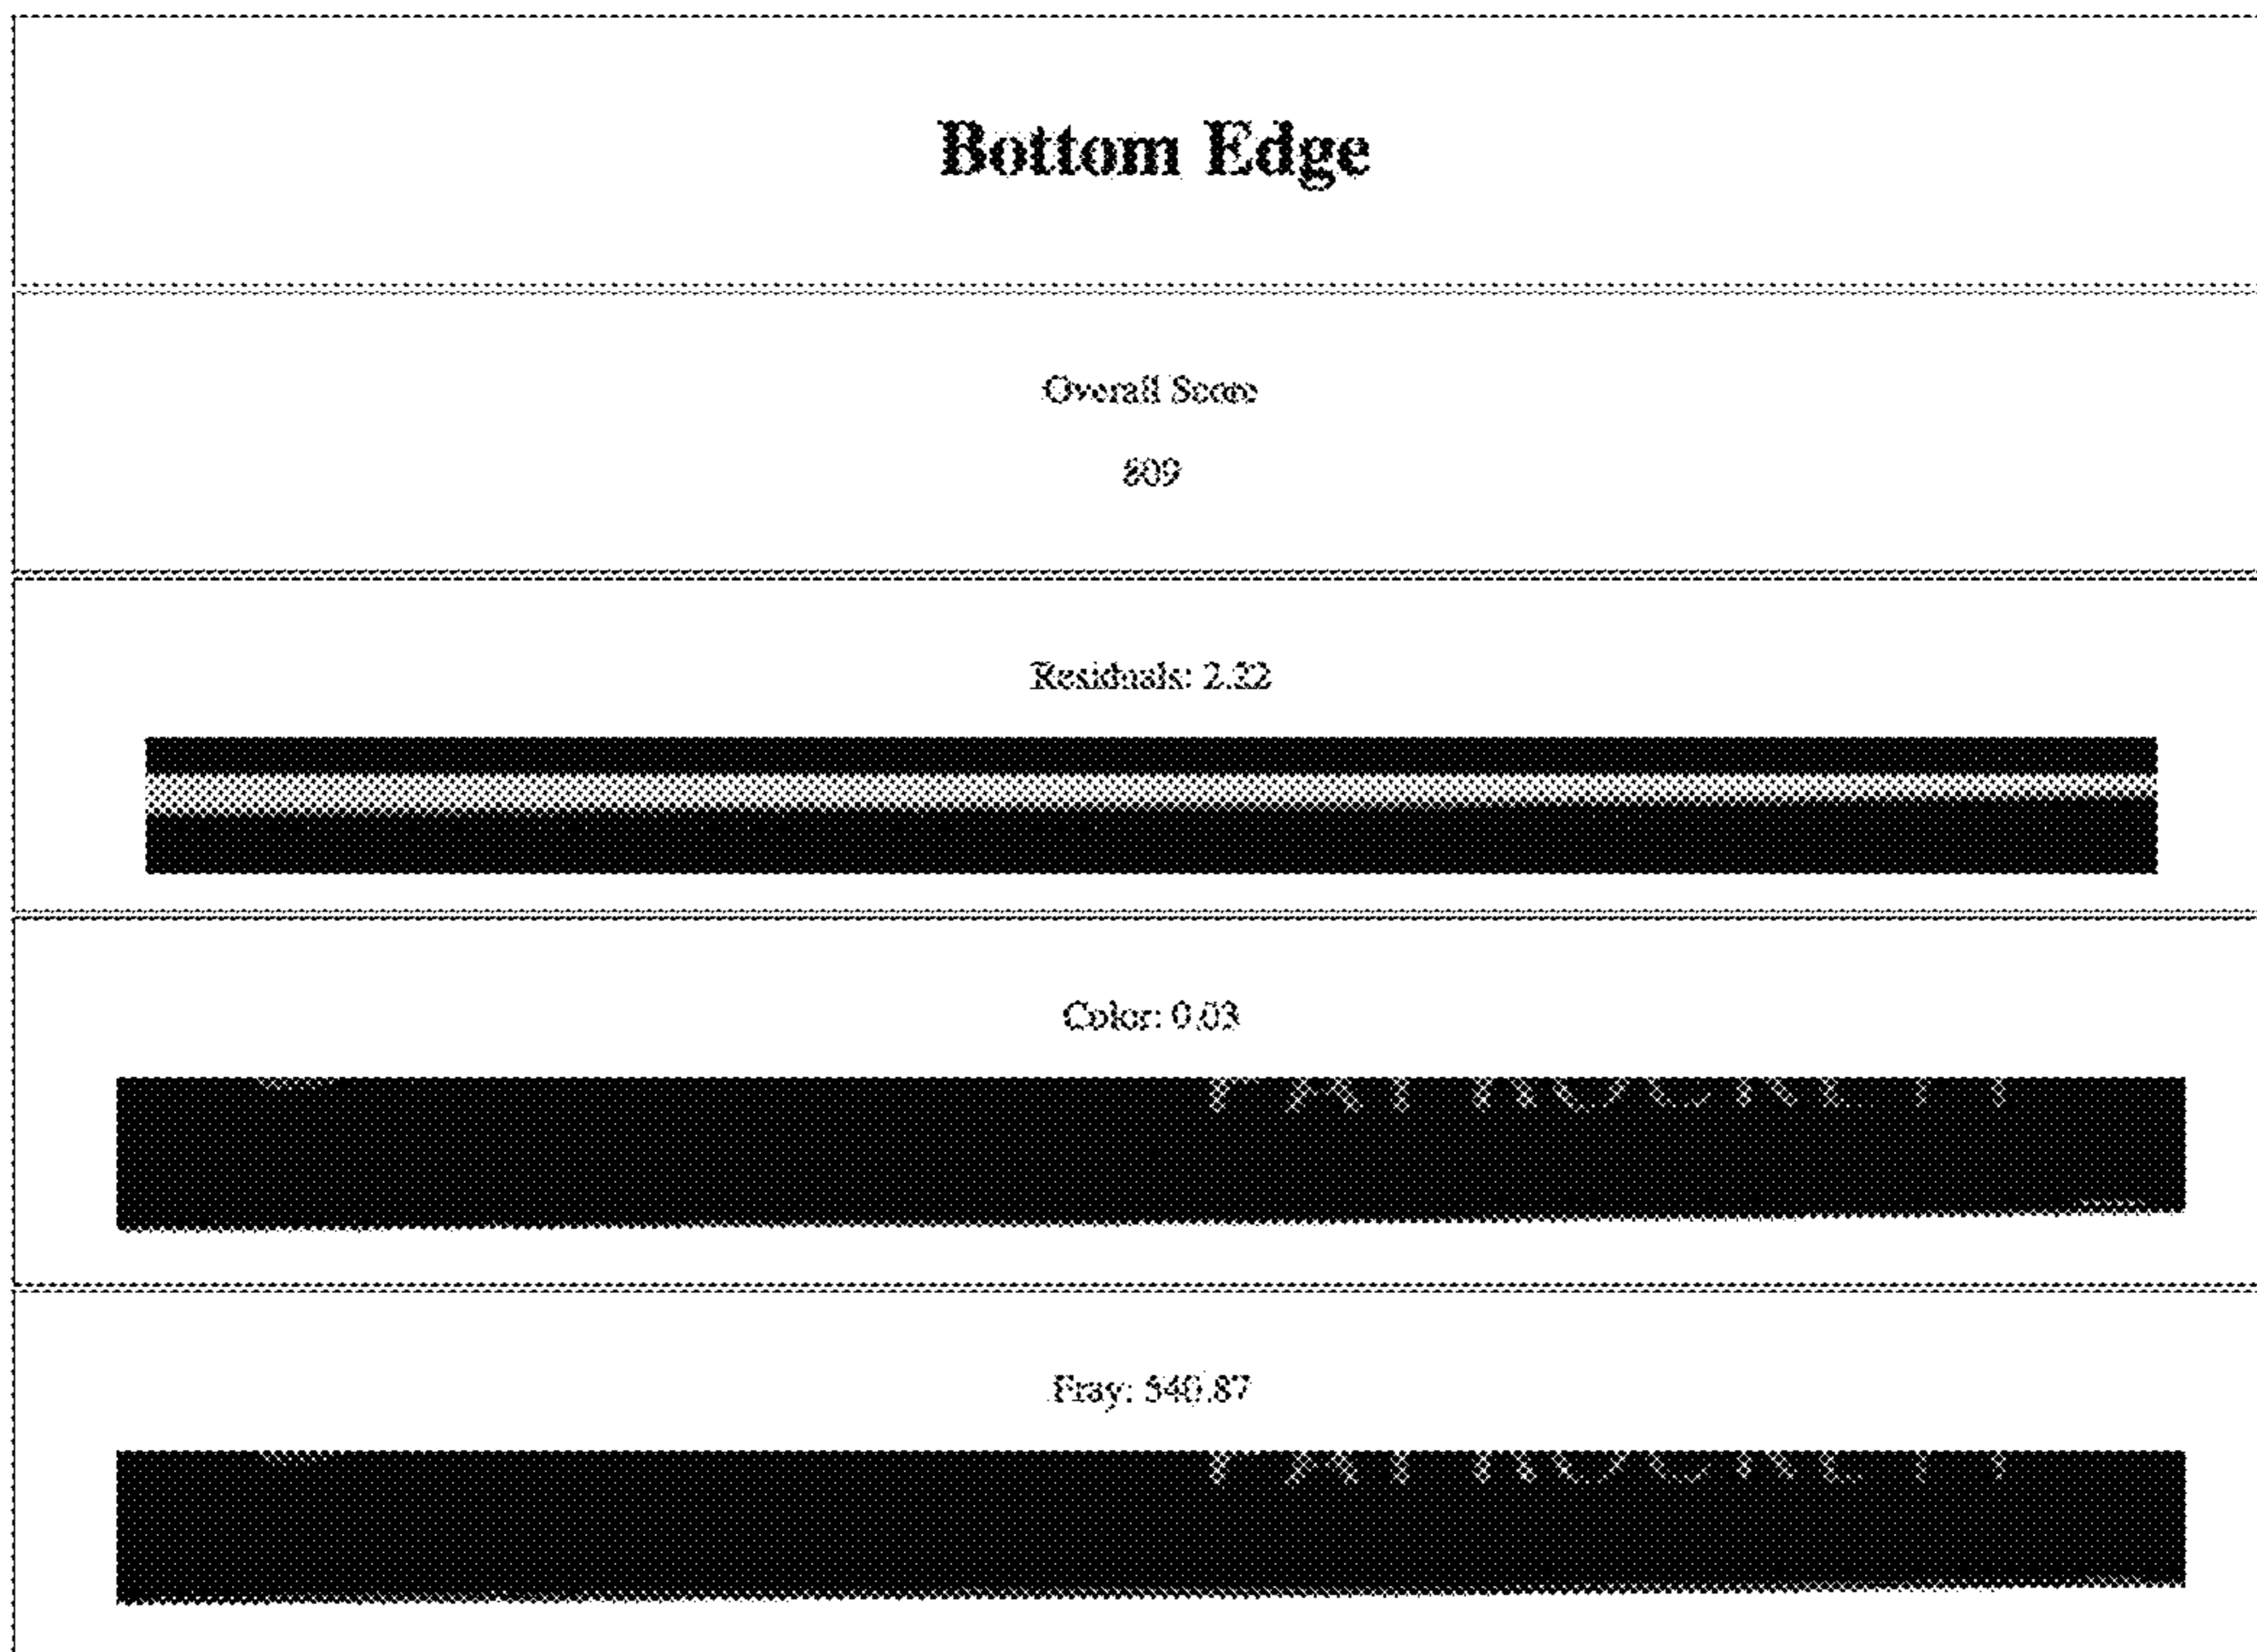 Bottom Edge
Overall Score
809
Residuals: 2.22
Color: 0.03
Fray: 540.87